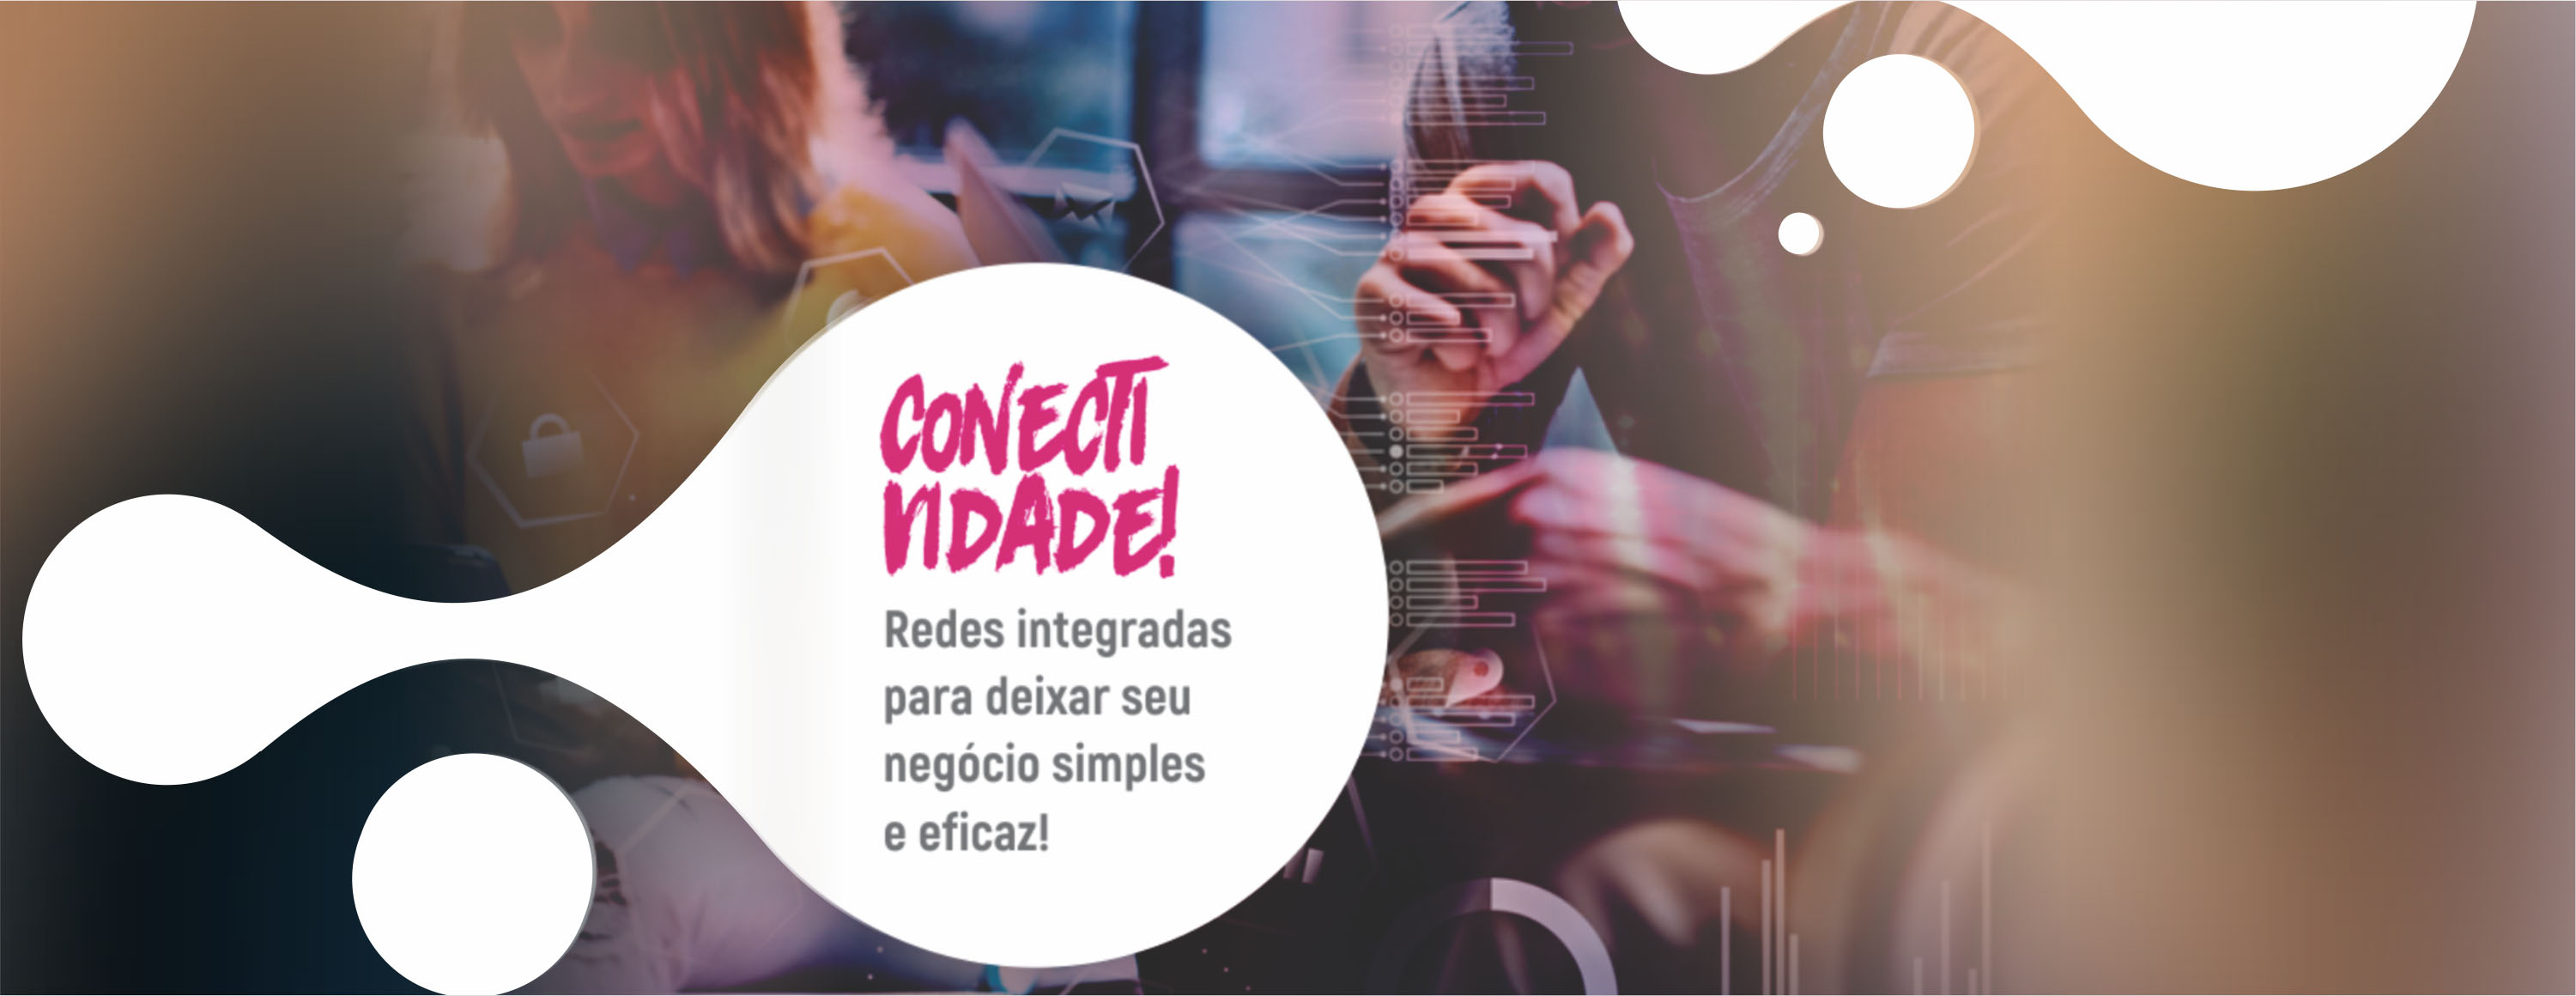 CONECTI
VIDADE!
Redes integradas
para deixar seu
negócio simples
e eficaz!